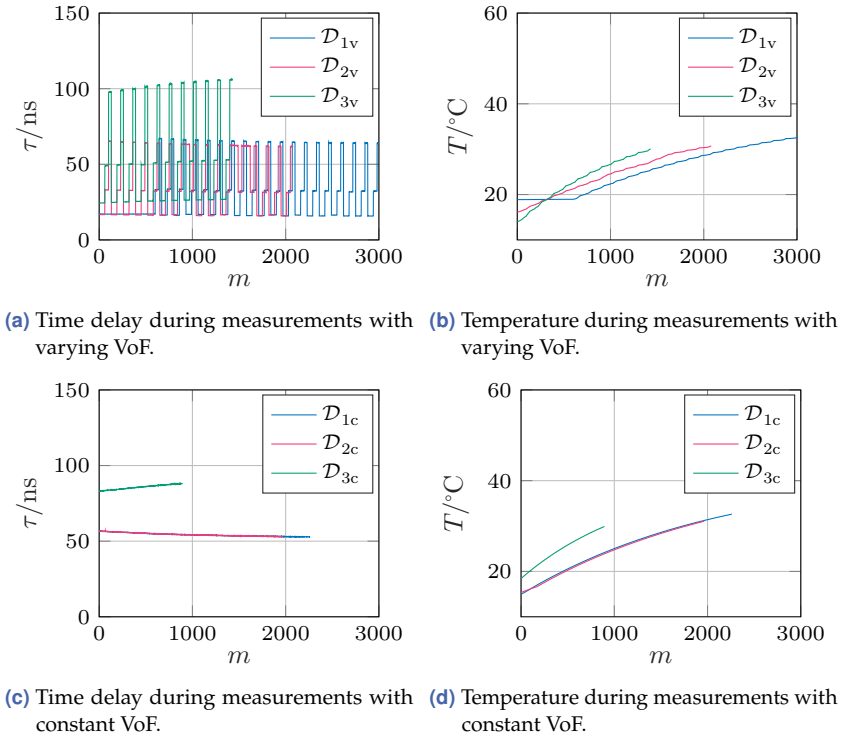 150
100
50
0
τ/ns
0 1000 2000 3000
m
𝒟1v
𝒟2v
𝒟3v
60
40
20
T/°C
0 1000 2000 3000
m
𝒟1v
𝒟2v
𝒟3v
(a) Time delay during measurements with
varying VoF.
(b) Temperature during measurements with
varying VoF.
150
100
50
0
τ/ns
0 1000 2000 3000
m
𝒟1c
𝒟2c
𝒟3c
60
40
20
T/°C
0 1000 2000 3000
m
𝒟1c
𝒟2c
𝒟3c
(c) Time delay during measurements with
constant VoF.
(d) Temperature during measurements with
constant VoF.